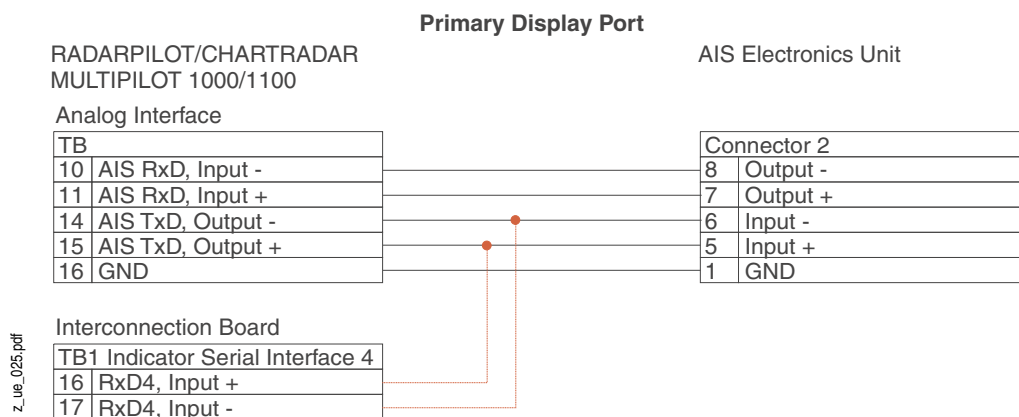 Primary Display Port
RADARPILOT/CHARTRADAR
MULTIPILOT 1000/1100
AIS Electronics Unit
Analog Interface
TB
10 AIS RxD, Input -
11 AIS RxD, Input +
14 AIS TxD, Output -
15 AIS TxD, Output +
16 GND
Connector 2
8 Output -
7 Output +
6 Input -
5 Input +
1 GND
Interconnection Board
TB1 Indicator Serial Interface 4
16 RxD4, Input +
17 RxD4, Input -
z_ue_025.pdf